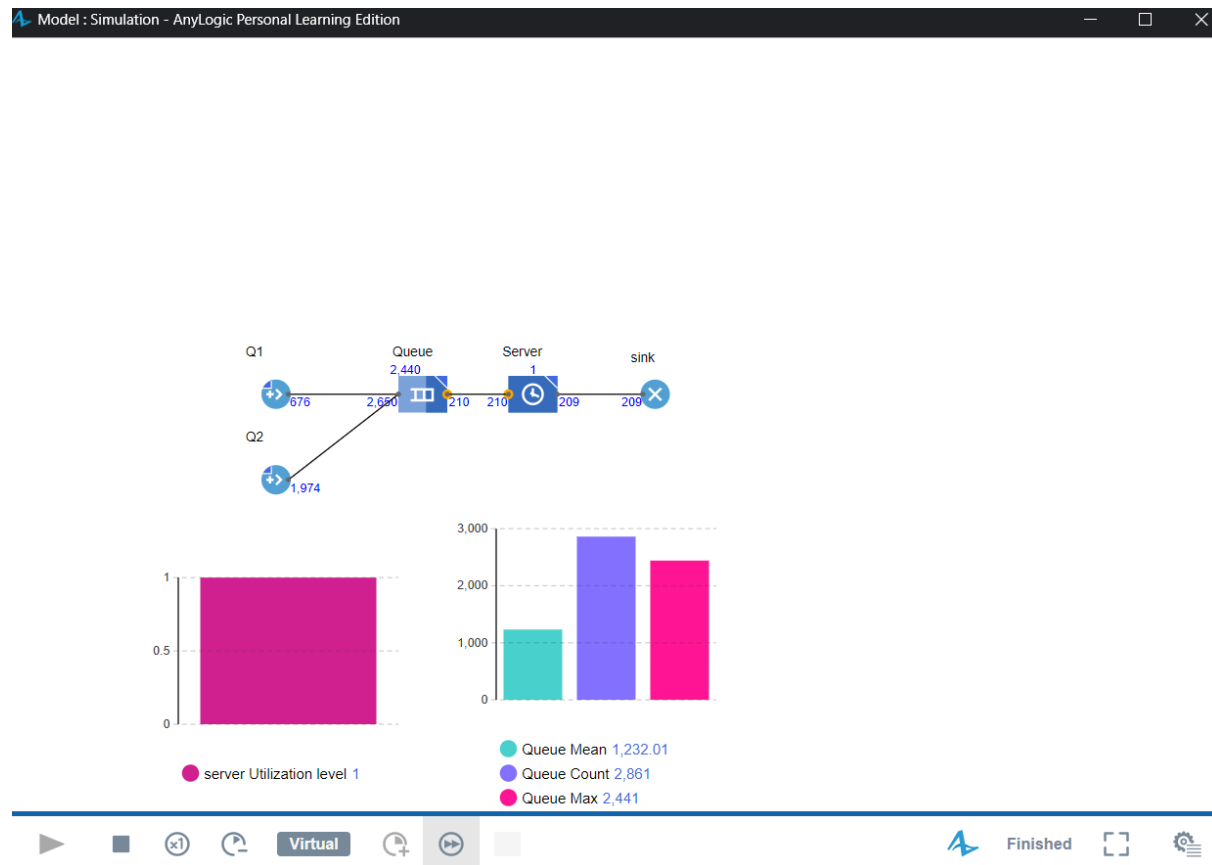 Model : Simulation - AnyLogic Personal Learning Edition
Q1
Queue
Server
sink
2,440
1
676
2,650
210
210
209
209
Q2
1,974
3,000
2,000
1,000
0
1
0.5
0
Queue Mean 1,232.01
server Utilization level 1
Queue Count 2,861
Queue Max 2,441
x1
Virtual
Finished